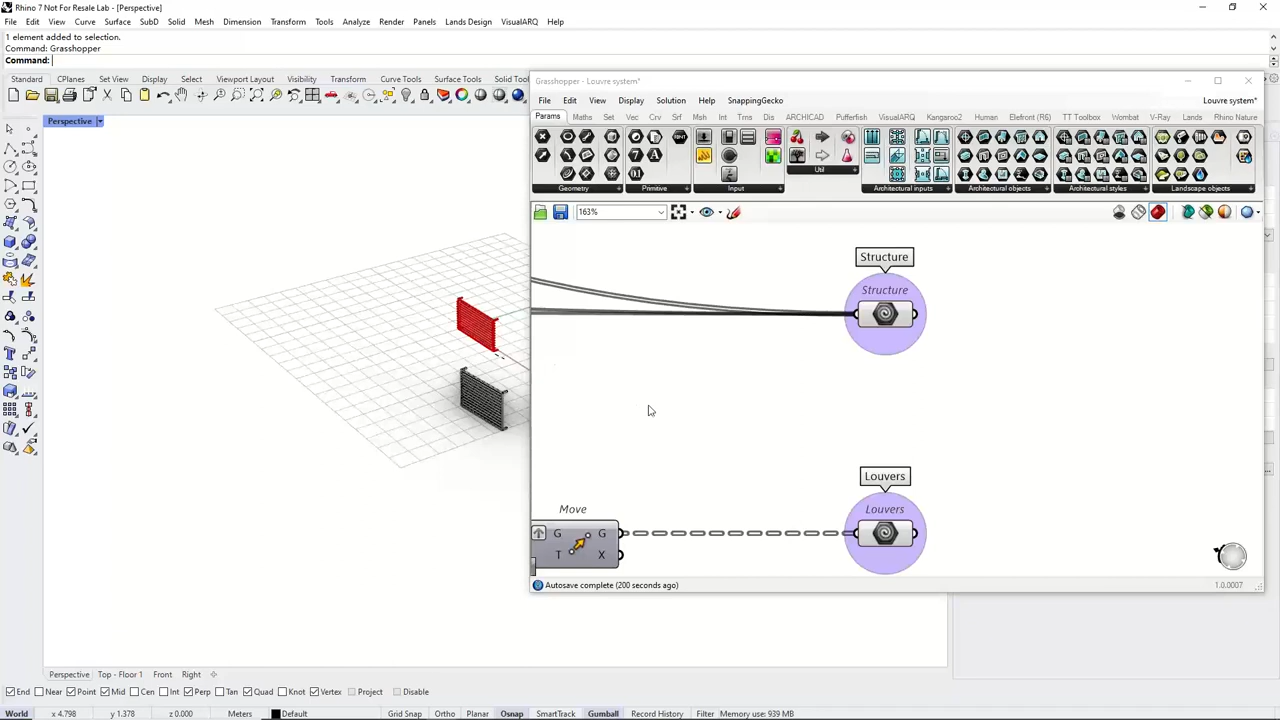 Rhino 7 Not For Resale Lab - [Perspective]
File Edit View Curve Surface SubD Solid Mesh Dimension Transform Tools Analyze Render Panels Lands Design VisualARQ Help
1 element added to selection.
Command: Grasshopper
Command:
Standard CPlanes Set View Display Select Viewport Layout Visibility Transform Curve Tools Surface Tools Solid Tool
Perspective
Grasshopper - Louvre system*
File Edit View Display Solution Help SnappingGecko Louvre system*
Params Maths Set Vec Crv Srf Msh Int Trns Dis ARCHICAD Pufferfish VisualARQ Kangaroo2 Human Elefront (R6) TT Toolbox Wombat V-Ray Lands Rhino Nature
Geometry Primitive Input Util Architectural inputs Architectural objects Architectural styles Landscape objects
163%
Structure
Structure
Louvers
Louvers
Move
G G
T X
Autosave complete (200 seconds ago) 1.0.0007
Perspective Top - Floor 1 Front Right
End Near Point Mid Cen Int Perp Tan Quad Knot Vertex Project Disable
World x 4.798 y 1.378 z 0.000 Meters Default Grid Snap Ortho Planar Osnap SmartTrack Gumball Record History Filter Memory use: 939 MB